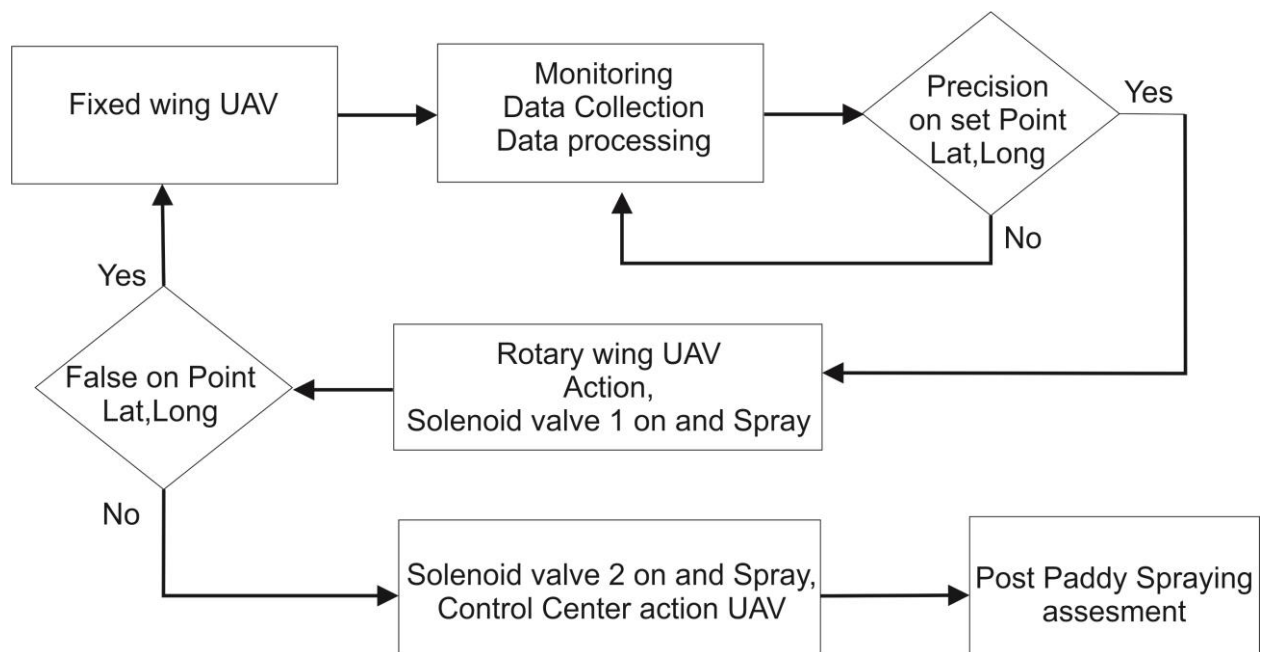 Fixed wing UAV
Monitoring
Data Collection
Data processing
Precision
on set Point
Lat,Long
Yes
No
Yes
False on Point
Lat,Long
No
Rotary wing UAV
Action,
Solenoid valve 1 on and Spray
Solenoid valve 2 on and Spray,
Control Center action UAV
Post Paddy Spraying
assesment